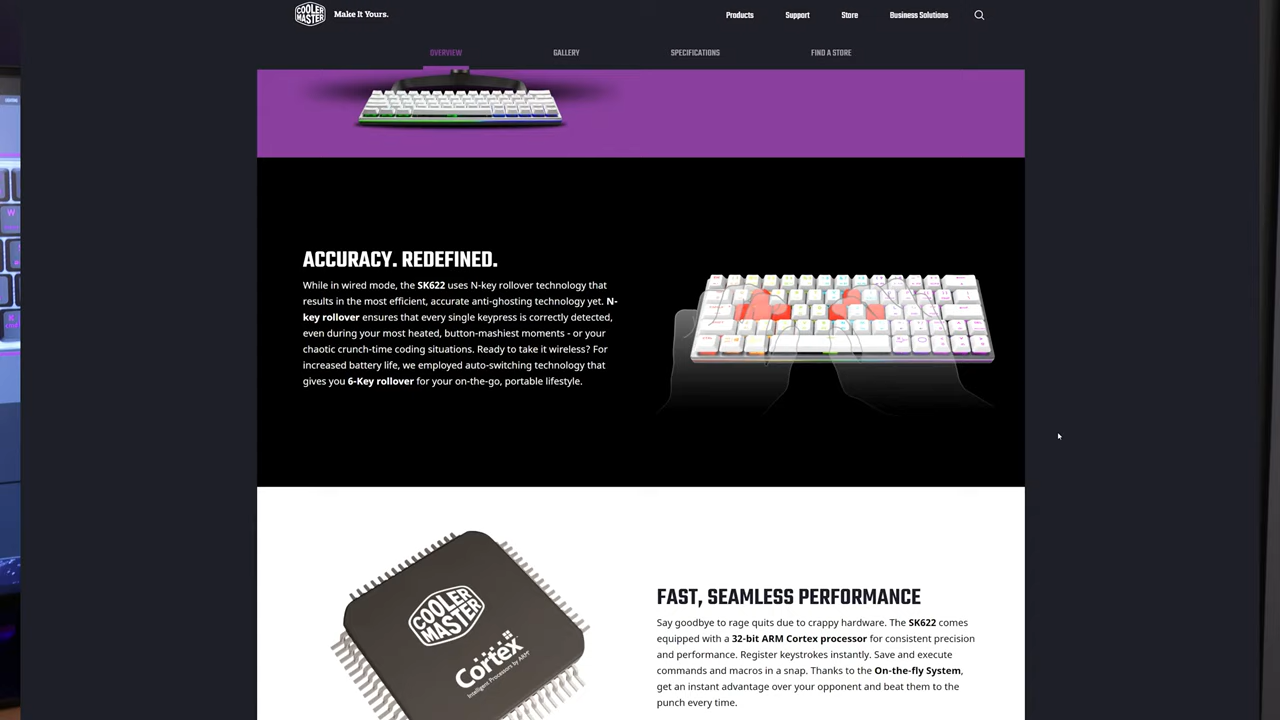 COOLER MASTER
Make It Yours.
Products
Support
Store
Business Solutions
OVERVIEW
GALLERY
SPECIFICATIONS
FIND A STORE
ACCURACY. REDEFINED.
While in wired mode, the SK622 uses N-key rollover technology that
results in the most efficient, accurate anti-ghosting technology yet. N-
key rollover ensures that every single keypress is correctly detected,
even during your most heated, button-mashiest moments - or your
chaotic crunch-time coding situations. Ready to take it wireless? For
increased battery life, we employed auto-switching technology that
gives you 6-Key rollover for your on-the-go, portable lifestyle.
COOLER
MASTER
Cortex
Intelligent Processors by ARM
FAST, SEAMLESS PERFORMANCE
Say goodbye to rage quits due to crappy hardware. The SK622 comes
equipped with a 32-bit ARM Cortex processor for consistent precision
and performance. Register keystrokes instantly. Save and execute
commands and macros in a snap. Thanks to the On-the-fly System,
get an instant advantage over your opponent and beat them to the
punch every time.